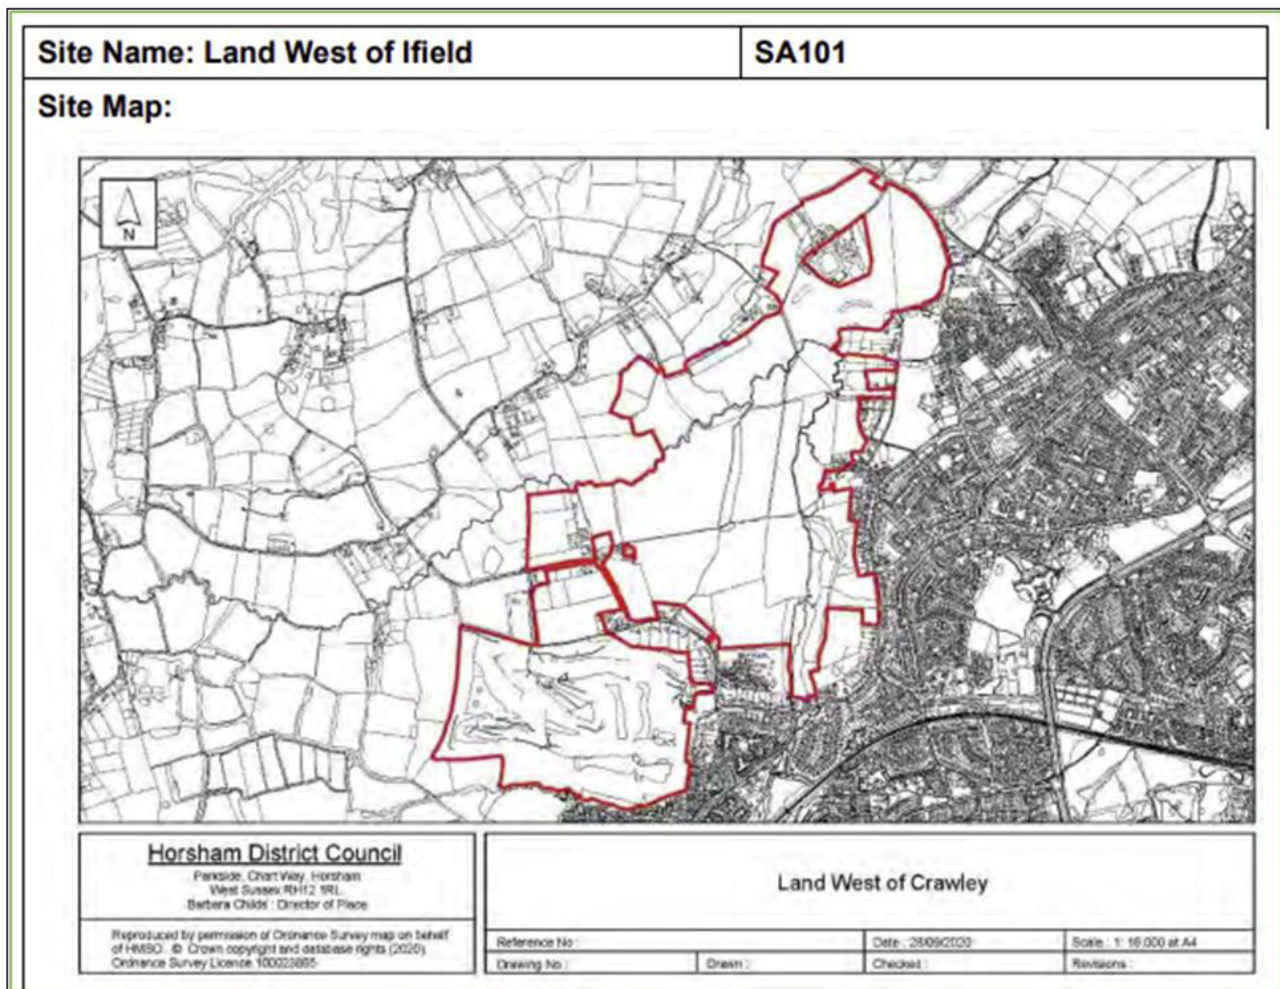 Site Name: Land West of Ifield
SA101
Site Map:
N
Horsham District Council
Parkside, Chart Way, Horsham
West Sussex RH12 1RL
Barbara Childs : Director of Place
Reproduced by permission of Ordnance Survey map on behalf
of HMSO. © Crown copyright and database rights (2020).
Ordnance Survey Licence 100023865
Land West of Crawley
Reference No :
Date : 28/09/2020
Scale : 1: 16,000 at A4
Drawing No :
Drawn :
Checked :
Revisions :